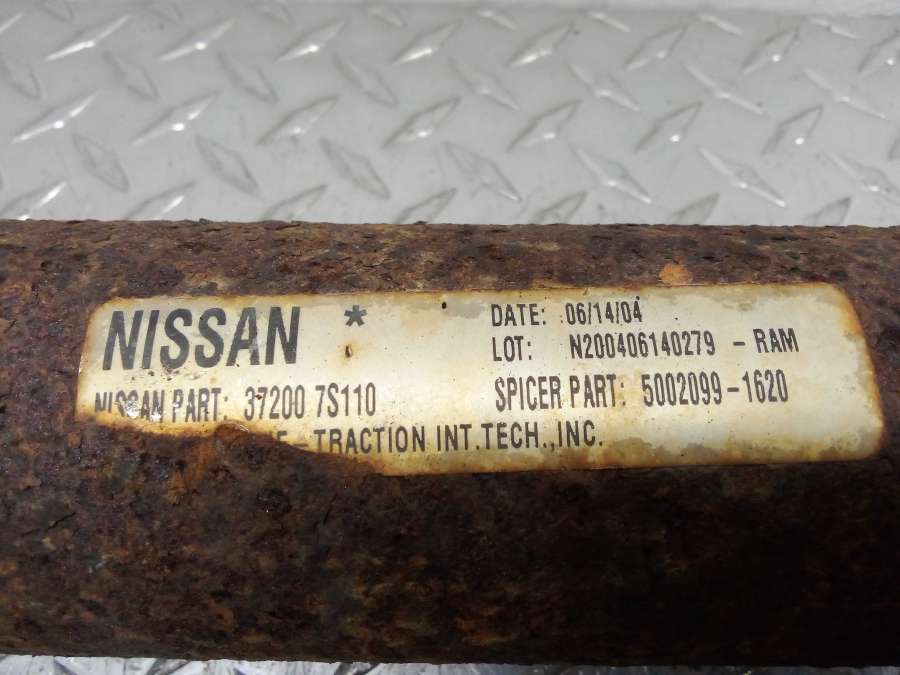 NISSAN *
DATE: 06/14/04
LOT: N200406140279 - RAM
NISSAN PART: 37200 7S110
SPICER PART: 5002099-1620
- TRACTION INT.TECH.,INC.